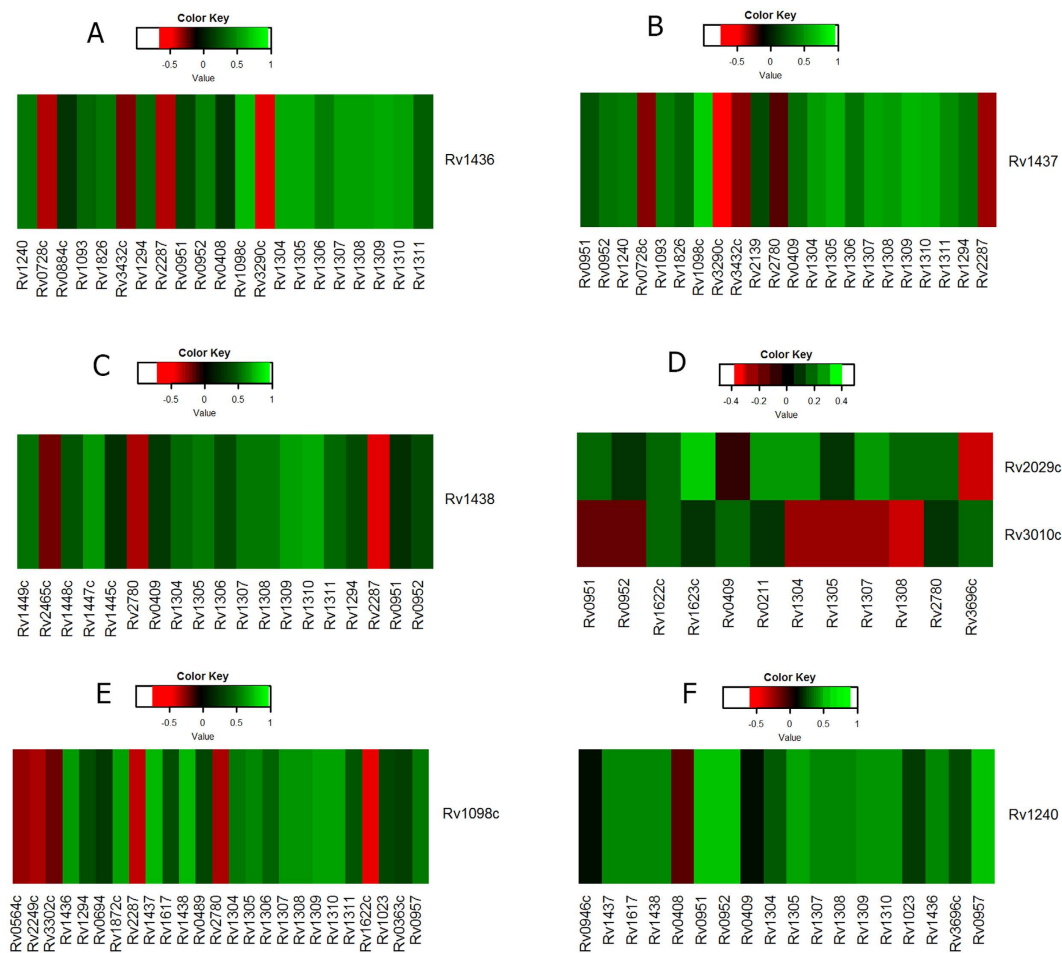 A
Color Key
-0.5 0 0.5 1
Value
Rv1436
Rv1240
Rv0728c
Rv0884c
Rv1093
Rv1826
Rv3432c
Rv1294
Rv2287
Rv0951
Rv0952
Rv0408
Rv1098c
Rv3290c
Rv1304
Rv1305
Rv1306
Rv1307
Rv1308
Rv1309
Rv1310
Rv1311
B
Color Key
-0.5 0 0.5 1
Value
Rv1437
Rv0951
Rv0952
Rv1240
Rv0728c
Rv1093
Rv1826
Rv1098c
Rv3290c
Rv3432c
Rv2139
Rv2780
Rv0409
Rv1304
Rv1305
Rv1306
Rv1307
Rv1308
Rv1309
Rv1310
Rv1311
Rv1294
Rv2287
C
Color Key
-0.5 0 0.5 1
Value
Rv1438
Rv1449c
Rv2465c
Rv1448c
Rv1447c
Rv1445c
Rv2780
Rv0409
Rv1304
Rv1305
Rv1306
Rv1307
Rv1308
Rv1309
Rv1310
Rv1311
Rv1294
Rv2287
Rv0951
Rv0952
D
Color Key
-0.4 -0.2 0 0.2 0.4
Value
Rv2029c
Rv3010c
Rv0951
Rv0952
Rv1622c
Rv1623c
Rv0409
Rv0211
Rv1304
Rv1305
Rv1307
Rv1308
Rv2780
Rv3696c
E
Color Key
-0.5 0 0.5 1
Value
Rv1098c
Rv0564c
Rv2249c
Rv3302c
Rv1436
Rv1294
Rv0694
Rv1872c
Rv2287
Rv1437
Rv1617
Rv1438
Rv0489
Rv2780
Rv1304
Rv1305
Rv1306
Rv1307
Rv1308
Rv1309
Rv1310
Rv1311
Rv1622c
Rv1023
Rv0363c
Rv0957
F
Color Key
-0.5 0 0.5 1
Value
Rv1240
Rv0946c
Rv1437
Rv1617
Rv1438
Rv0408
Rv0951
Rv0952
Rv0409
Rv1304
Rv1305
Rv1307
Rv1308
Rv1309
Rv1310
Rv1023
Rv1436
Rv3696c
Rv0957